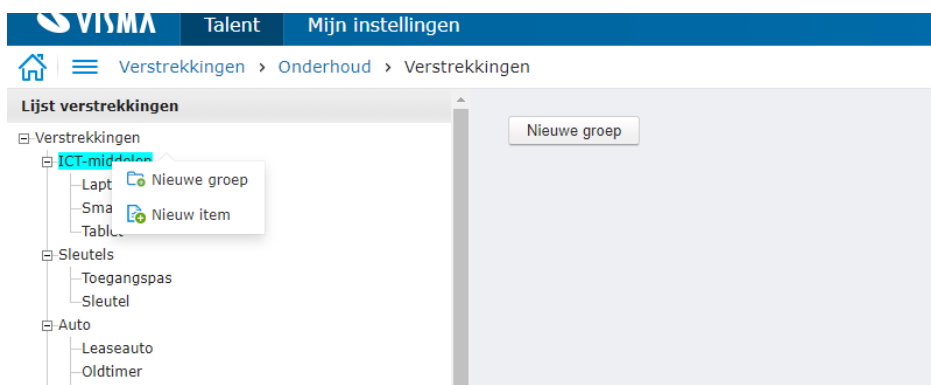 VISMA Talent Mijn instellingen
Verstrekkingen > Onderhoud > Verstrekkingen
Lijst verstrekkingen
Nieuwe groep
Verstrekkingen
ICT-middelen
Nieuwe groep
Nieuw item
Tablet
Sleutels
Toegangspas
Sleutel
Auto
Leaseauto
Oldtimer